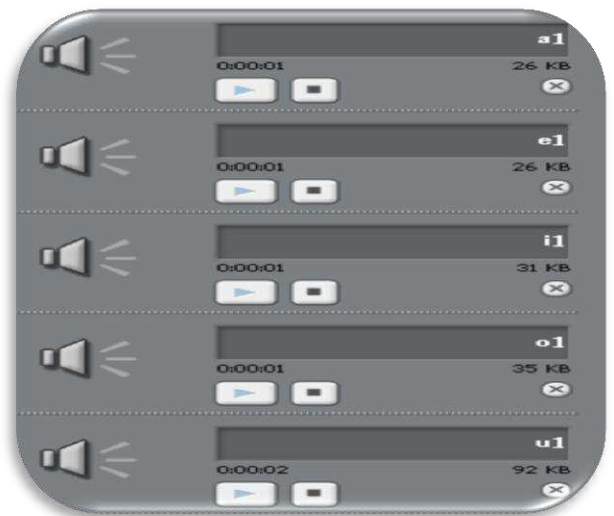 a1
0:00:01 26 KB
e1
0:00:01 26 KB
i1
0:00:01 31 KB
o1
0:00:01 35 KB
u1
0:00:02 92 KB